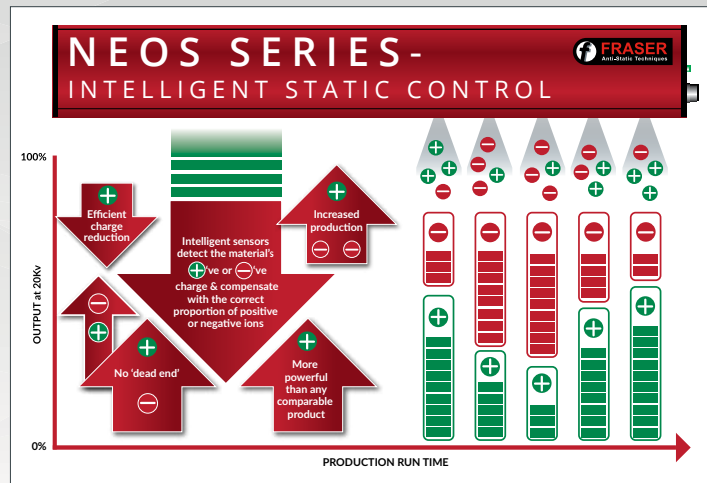 NEOS SERIES-
INTELLIGENT STATIC CONTROL
f FRASER
Anti-Static Techniques
100%
OUTPUT at 20Kv
0%
+
Efficient
charge
reduction
−
+
+
No 'dead end'
−
Intelligent sensors
detect the material's
+'ve or −'ve
charge & compensate
with the correct
proportion of positive
or negative ions
+
Increased
production
− −
+
More
powerful
than any
comparable
product
PRODUCTION RUN TIME